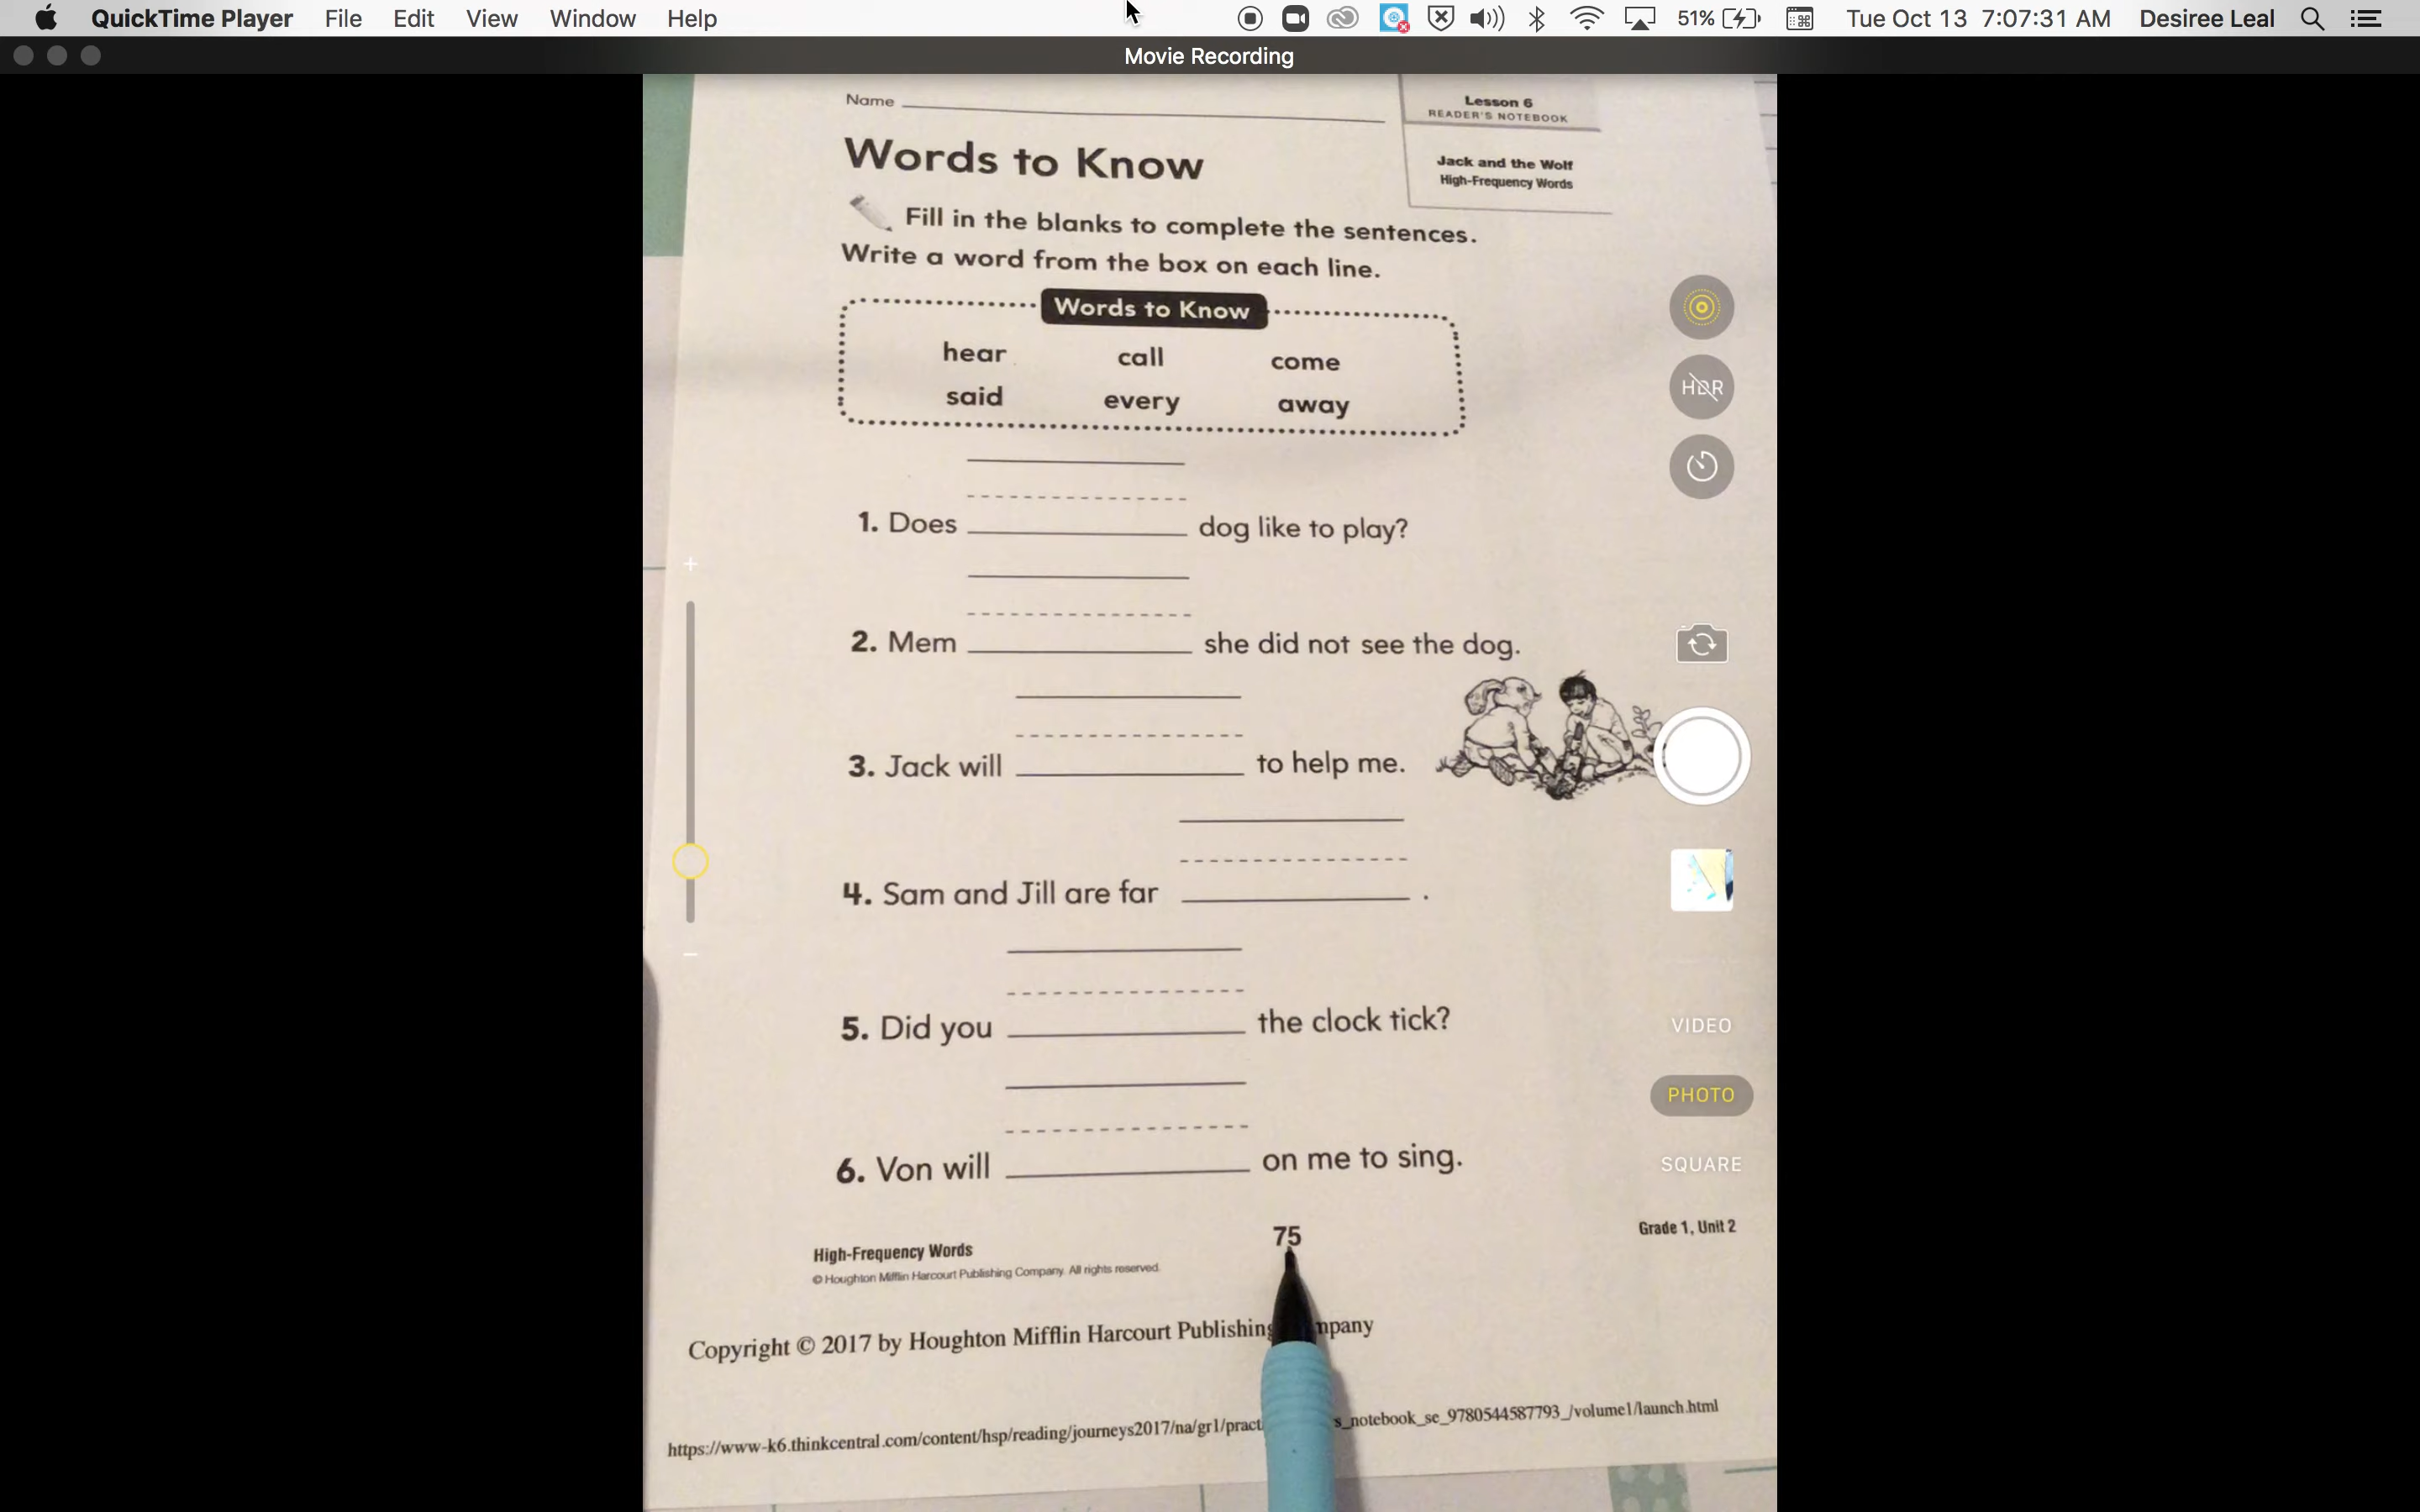 QuickTime Player File Edit View Window Help 51% Tue Oct 13 7:07:31 AM Desiree Leal
Movie Recording
Name
Lesson 6
READER'S NOTEBOOK
Words to Know
Jack and the Wolf
High-Frequency Words
Fill in the blanks to complete the sentences.
Write a word from the box on each line.
Words to Know
hear call come
said every away
HDR
1. Does dog like to play?
2. Mem she did not see the dog.
3. Jack will to help me.
4. Sam and Jill are far .
5. Did you the clock tick?
VIDEO
PHOTO
6. Von will on me to sing.
SQUARE
75
Grade 1, Unit 2
High-Frequency Words
© Houghton Mifflin Harcourt Publishing Company. All rights reserved.
Copyright © 2017 by Houghton Mifflin Harcourt Publishing
https://www-k6.thinkcentral.com/content/hsp/reading/journeys2017/na/gr1/pract s_notebook_se_9780544587793_/volume1/launch.html